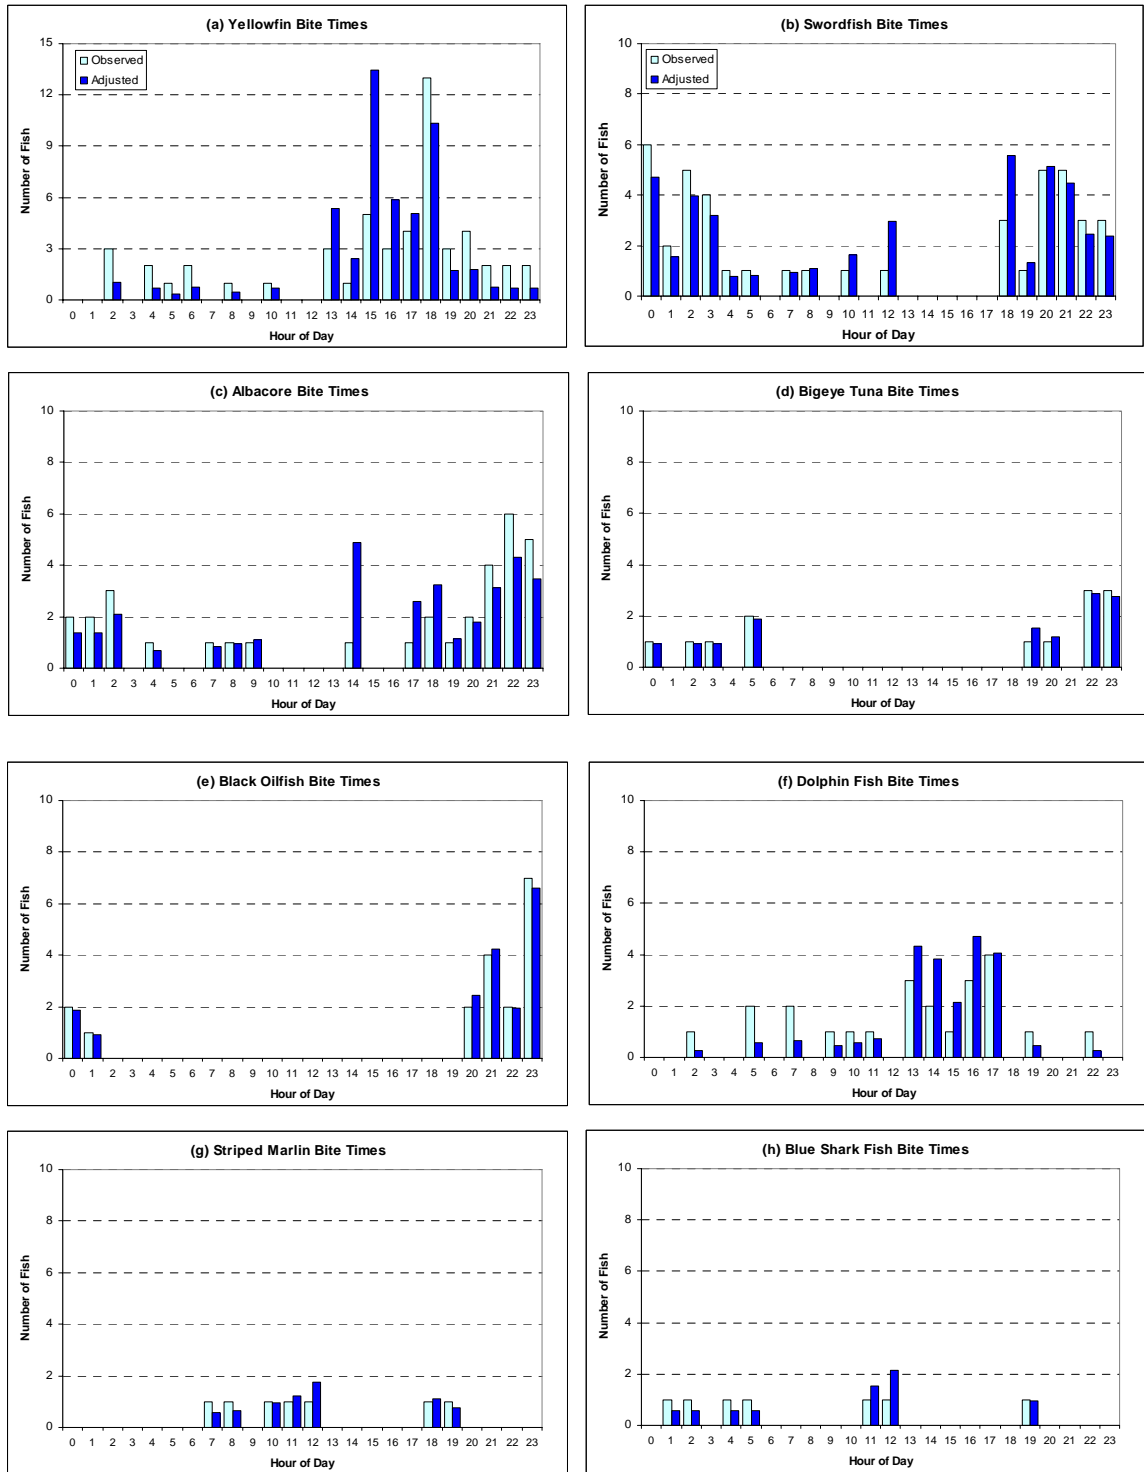 (a) Yellowfin Bite Times
15
12
9
6
3
0
Number of Fish
Observed
Adjusted
0 1 2 3 4 5 6 7 8 9 10 11 12 13 14 15 16 17 18 19 20 21 22 23
Hour of Day
(b) Swordfish Bite Times
10
8
6
4
2
0
Number of Fish
Observed
Adjusted
0 1 2 3 4 5 6 7 8 9 10 11 12 13 14 15 16 17 18 19 20 21 22 23
Hour of Day
(c) Albacore Bite Times
10
8
6
4
2
0
Number of Fish
0 1 2 3 4 5 6 7 8 9 10 11 12 13 14 15 16 17 18 19 20 21 22 23
Hour of Day
(d) Bigeye Tuna Bite Times
10
8
6
4
2
0
Number of Fish
0 1 2 3 4 5 6 7 8 9 10 11 12 13 14 15 16 17 18 19 20 21 22 23
Hour of Day
(e) Black Oilfish Bite Times
10
8
6
4
2
0
Number of Fish
0 1 2 3 4 5 6 7 8 9 10 11 12 13 14 15 16 17 18 19 20 21 22 23
Hour of Day
(f) Dolphin Fish Bite Times
10
8
6
4
2
0
Number of Fish
0 1 2 3 4 5 6 7 8 9 10 11 12 13 14 15 16 17 18 19 20 21 22 23
Hour of Day
(g) Striped Marlin Bite Times
10
8
6
4
2
0
Number of Fish
0 1 2 3 4 5 6 7 8 9 10 11 12 13 14 15 16 17 18 19 20 21 22 23
Hour of Day
(h) Blue Shark Fish Bite Times
10
8
6
4
2
0
Number of Fish
0 1 2 3 4 5 6 7 8 9 10 11 12 13 14 15 16 17 18 19 20 21 22 23
Hour of Day